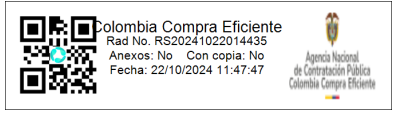 Colombia Compra Eficiente
Rad No. RS20241022014435
Anexos: No Con copia: No
Fecha: 22/10/2024 11:47:47
Agencia Nacional
de Contratación Pública
Colombia Compra Eficiente